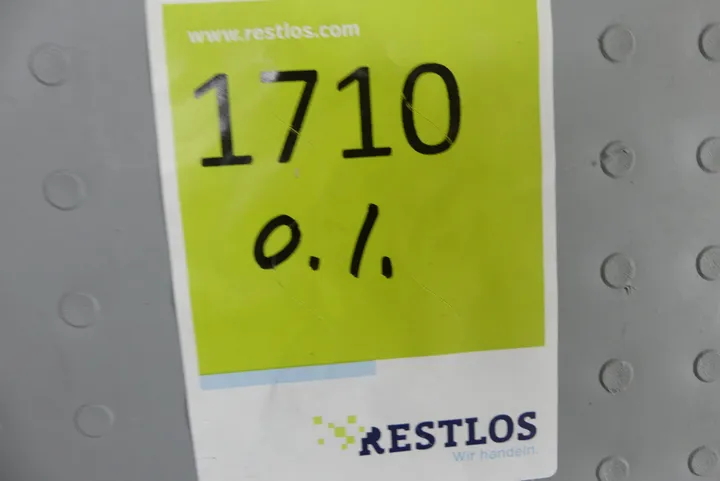 www.restlos.com
1710
o. l.
RESTLOS
Wir handeln.